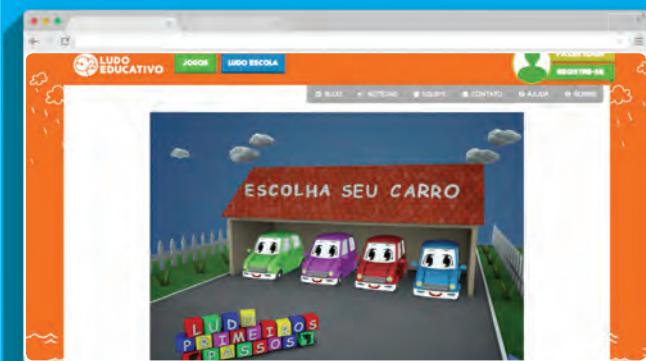 LUDO
EDUCATIVO
JOGOS
LUDO ESCOLA
REGISTRE-SE
BLOG NOTÍCIAS EQUIPE CONTATO AJUDA SOBRE
ESCOLHA SEU CARRO
LUDO
PRIMEIROS
PASSOS